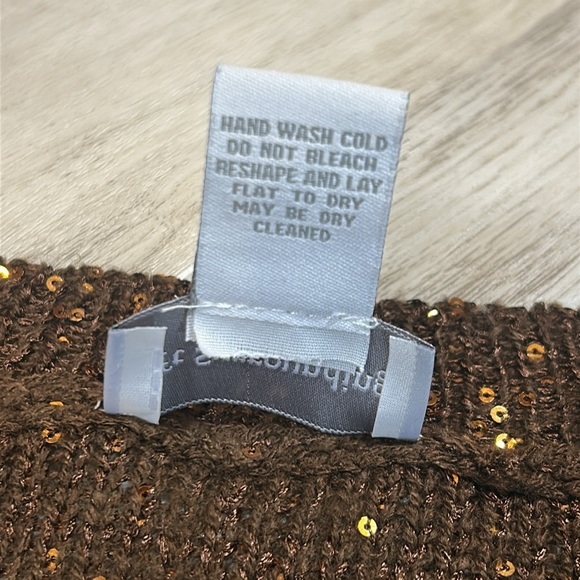 HAND WASH COLD
DO NOT BLEACH
RESHAPE AND LAY
FLAT TO DRY
MAY BE DRY
CLEANED